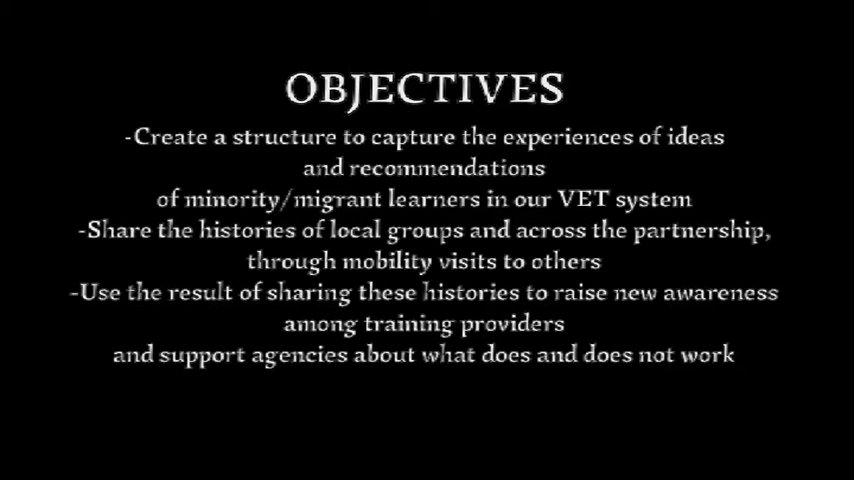 OBJECTIVES
-Create a structure to capture the experiences of ideas
and recommendations
of minority/migrant learners in our VET system
-Share the histories of local groups and across the partnership,
through mobility visits to others
-Use the result of sharing these histories to raise new awareness
among training providers
and support agencies about what does and does not work